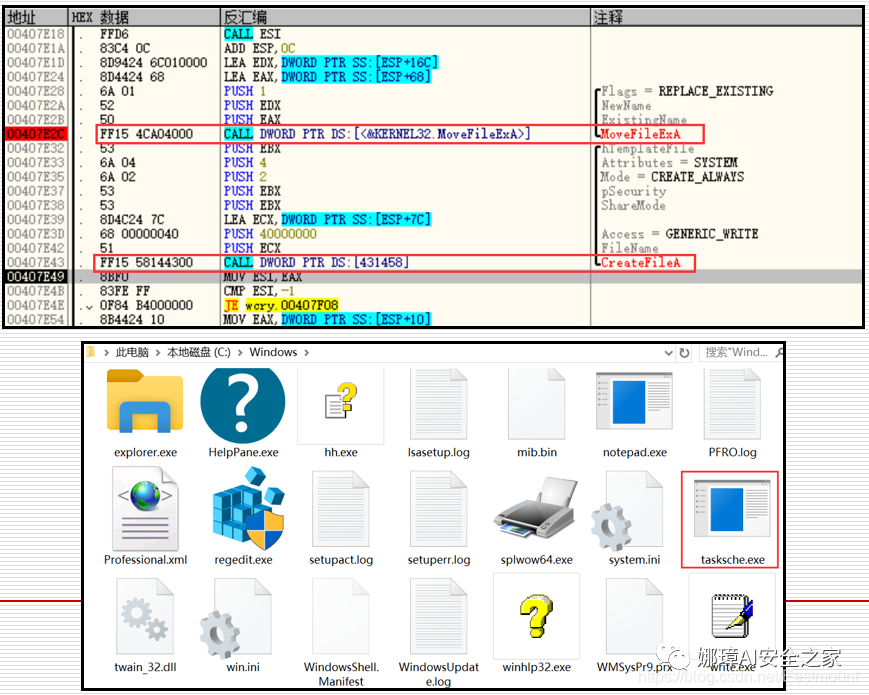 地址 HEX 数据 反汇编 注释
00407E18 . FFD6 CALL ESI
00407E1A . 83C4 0C ADD ESP,0C
00407E1D . 8D9424 6C010000 LEA EDX,DWORD PTR SS:[ESP+16C]
00407E24 . 8D4424 68 LEA EAX,DWORD PTR SS:[ESP+68]
00407E28 . 6A 01 PUSH 1 Flags = REPLACE_EXISTING
00407E2A . 52 PUSH EDX NewName
00407E2B . 50 PUSH EAX ExistingName
00407E2C . FF15 4CA04000 CALL DWORD PTR DS:[<&KERNEL32.MoveFileExA>] MoveFileExA
00407E32 . 53 PUSH EBX hTemplateFile
00407E33 . 6A 04 PUSH 4 Attributes = SYSTEM
00407E35 . 6A 02 PUSH 2 Mode = CREATE_ALWAYS
00407E37 . 53 PUSH EBX pSecurity
00407E38 . 53 PUSH EBX ShareMode
00407E39 . 8D4C24 7C LEA ECX,DWORD PTR SS:[ESP+7C]
00407E3D . 68 00000040 PUSH 40000000 Access = GENERIC_WRITE
00407E42 . 51 PUSH ECX FileName
00407E43 . FF15 58144300 CALL DWORD PTR DS:[431458] CreateFileA
00407E49 . 8BF0 MOV ESI,EAX
00407E4B . 83FE FF CMP ESI,-1
00407E4E . 0F84 B4000000 JE wcry.00407F08
00407E54 . 8B4424 10 MOV EAX,DWORD PTR SS:[ESP+10]
此电脑 > 本地磁盘 (C:) > Windows > 搜索"Wind...
explorer.exe HelpPane.exe hh.exe lsasetup.log mib.bin notepad.exe PFRO.log
Professional.xml regedit.exe setupact.log setuperr.log splwow64.exe system.ini tasksche.exe
twain_32.dll win.ini WindowsShell. WindowsUpdat winhlp32.exe WMSysPr9.prx write.exe
Manifest e.log
娜璋AI安全之家
https://blog.csdn.net/Eastmount